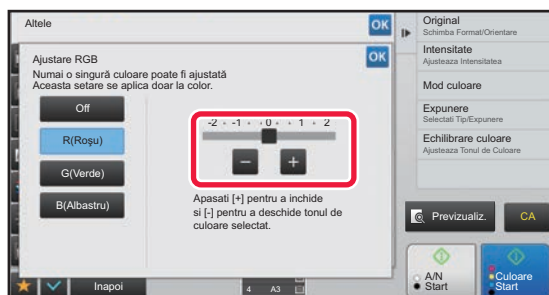 Altele
OK
Ajustare RGB
OK
Numai o singură culoare poate fi ajustată
Aceasta setare se aplica doar la color.
Off
R(Roşu)
G(Verde)
B(Albastru)
-2 -1 0 1 2
Apasati [+] pentru a inchide
si [-] pentru a deschide tonul de
culoare selectat.
Inapoi
4 A3
Original
Schimba Format/Orientare
Intensitate
Ajusteaza Intensitatea
Mod culoare
Expunere
Selectati Tip/Expunere
Echilibrare culoare
Ajusteaza Tonul de Culoare
Previzualiz.
CA
A/N
Start
Culoare
Start